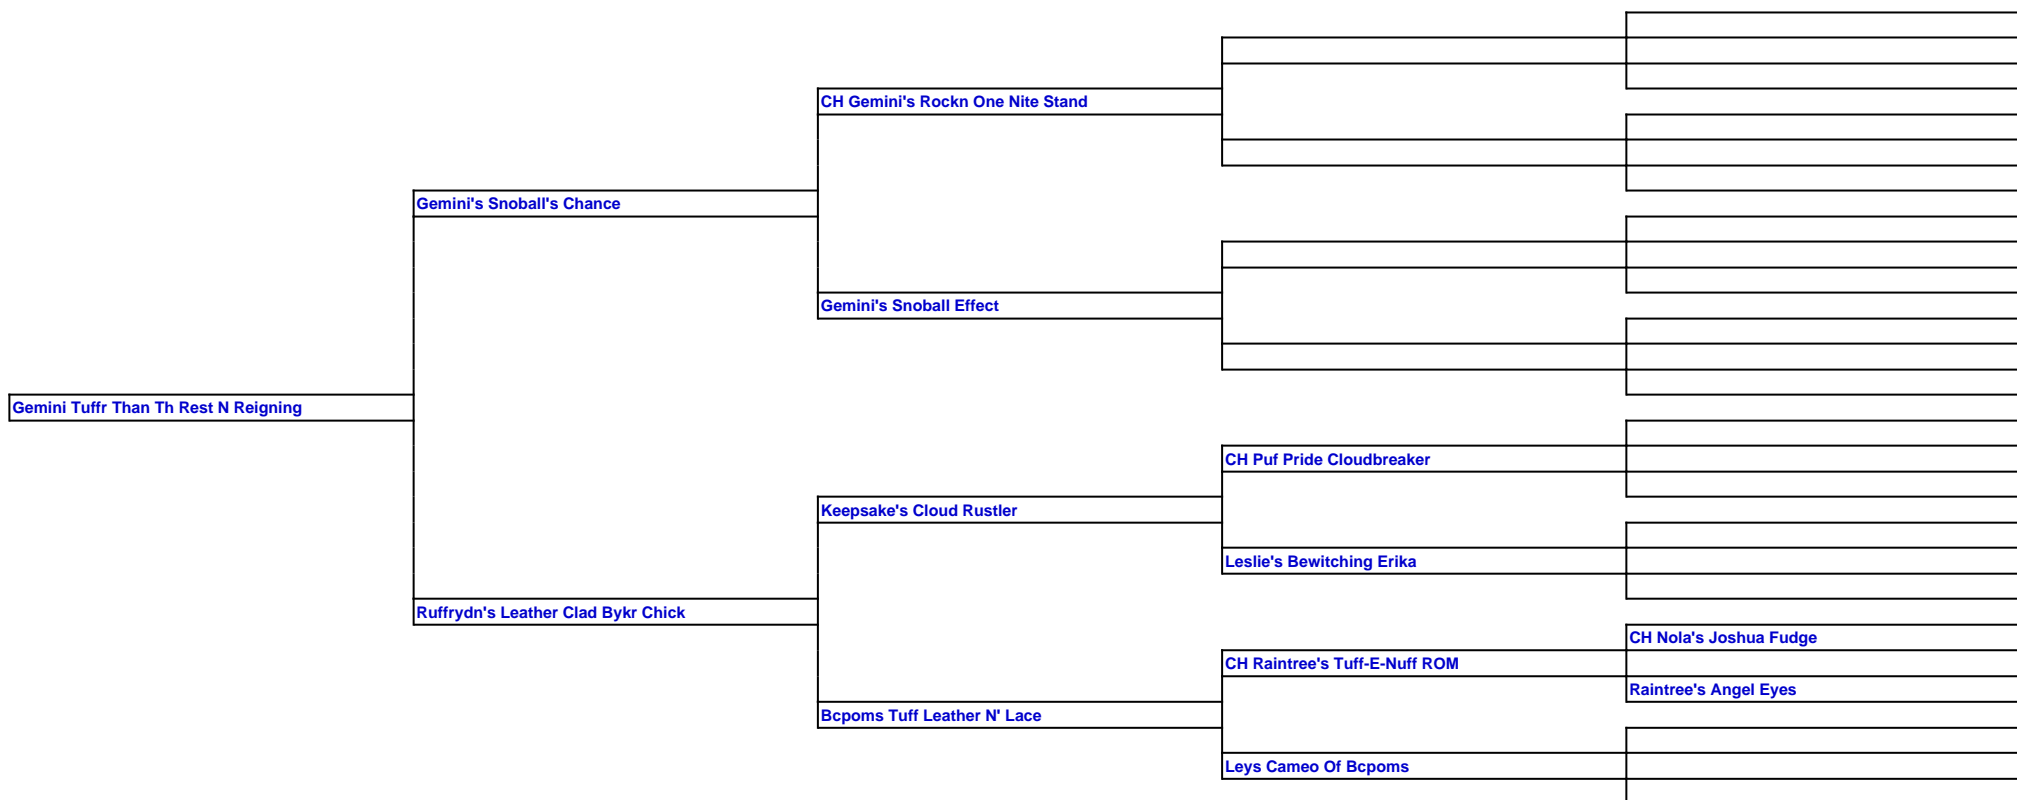 CH Gemini's Rockn One Nite Stand
Gemini's Snoball's Chance
Gemini's Snoball Effect
Gemini Tuffr Than Th Rest N Reigning
CH Puf Pride Cloudbreaker
Keepsake's Cloud Rustler
Leslie's Bewitching Erika
Ruffrydn's Leather Clad Bykr Chick
CH Nola's Joshua Fudge
CH Raintree's Tuff-E-Nuff ROM
Raintree's Angel Eyes
Bcpoms Tuff Leather N' Lace
Leys Cameo Of Bcpoms